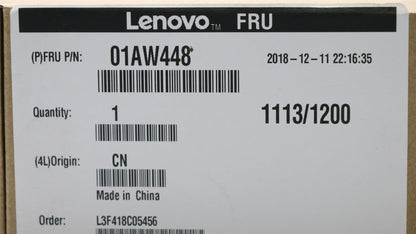 Lenovo™ FRU
(P)FRU P/N: 01AW448* 2018-12-11 22:16:35
Quantity: 1 1113/1200
(4L)Origin: CN
Made in China
Order: L3F418C05456